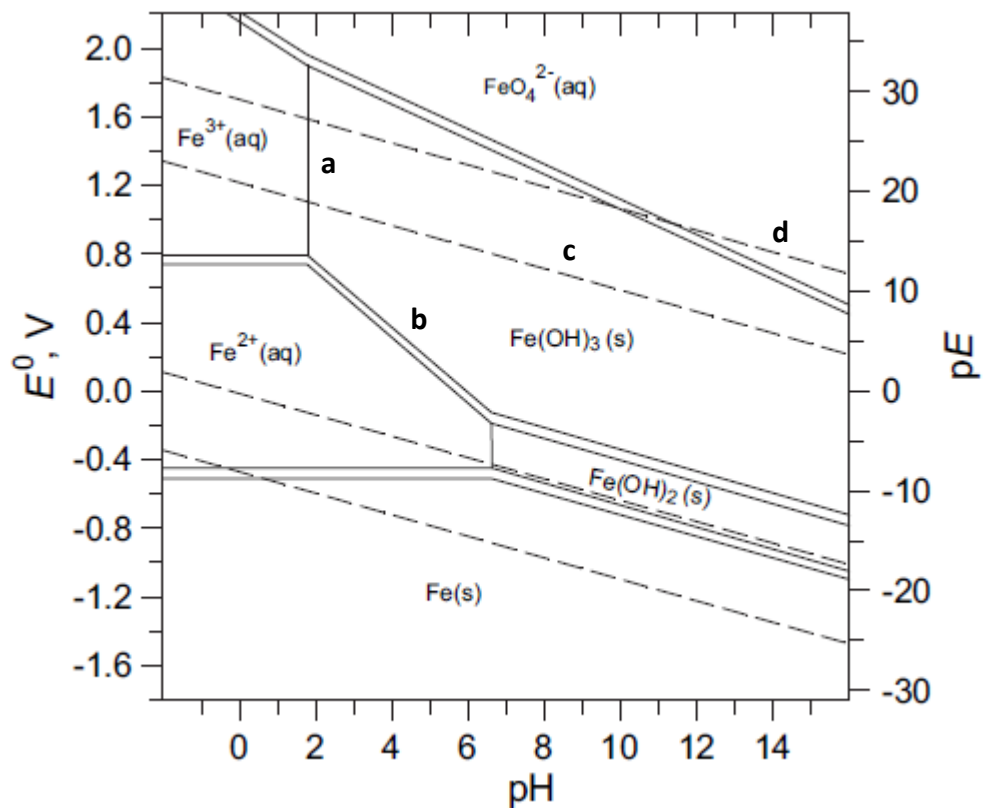 2.0
1.6
1.2
0.8
0.4
0.0
-0.4
-0.8
-1.2
-1.6
E⁰, V
FeO₄²⁻(aq)
Fe³⁺(aq)
a
d
c
b
Fe(OH)₃(s)
Fe²⁺(aq)
Fe(OH)₂(s)
Fe(s)
30
20
10
0
-10
-20
-30
pE
0 2 4 6 8 10 12 14
pH